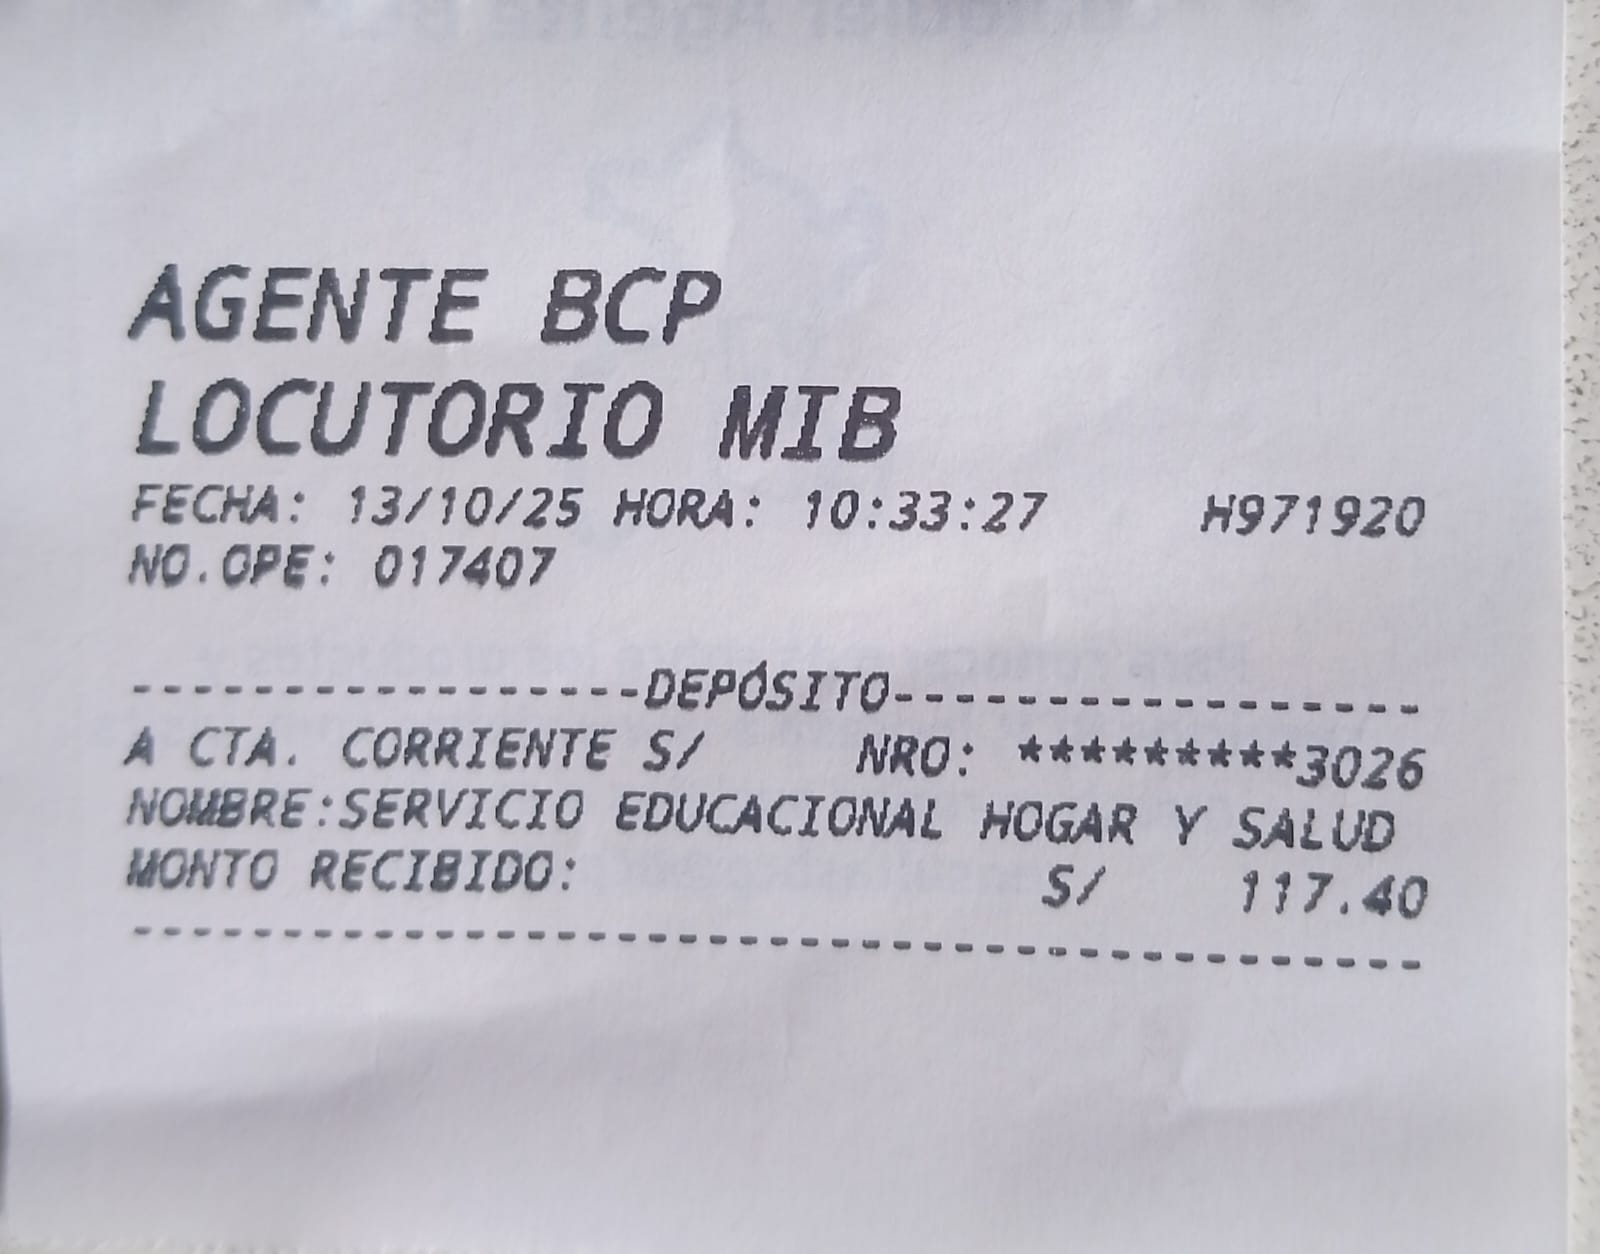 AGENTE BCP
LOCUTORIO MIB
FECHA: 13/10/25 HORA: 10:33:27 H971920
NO.OPE: 017407
-----------------DEPÓSITO-----------------
A CTA. CORRIENTE S/ NRO: *********3026
NOMBRE:SERVICIO EDUCACIONAL HOGAR Y SALUD
MONTO RECIBIDO: S/ 117.40
------------------------------------------